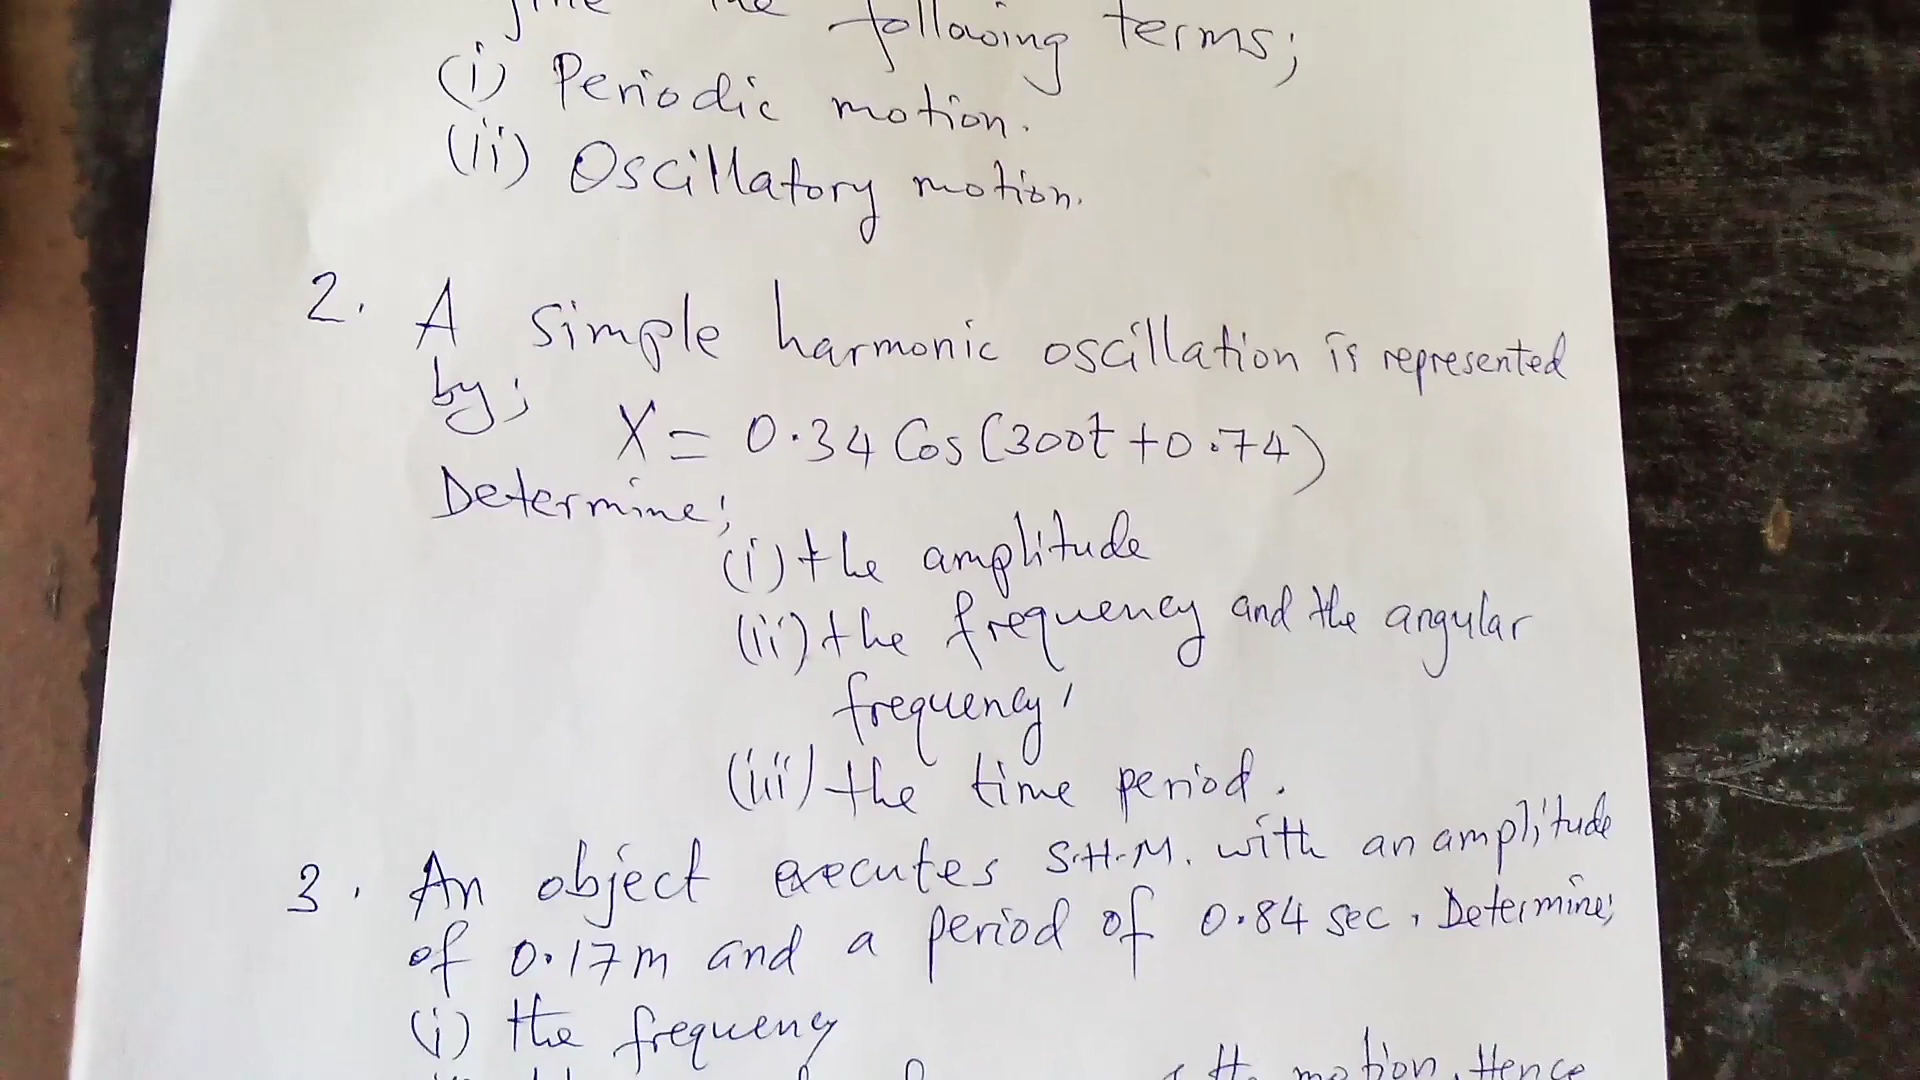 following terms;
(i) Periodic motion.
(ii) Oscillatory motion.
2. A simple harmonic oscillation is represented
by;
X = 0.34 Cos (300t + 0.74)
Determine;
(i) the amplitude
(ii) the frequency and the angular
frequency,
(iii) the time period.
3. An object executes S.H.M. with an amplitude
of 0.17m and a period of 0.84 sec. Determine;
(i) the frequency
motion. Hence